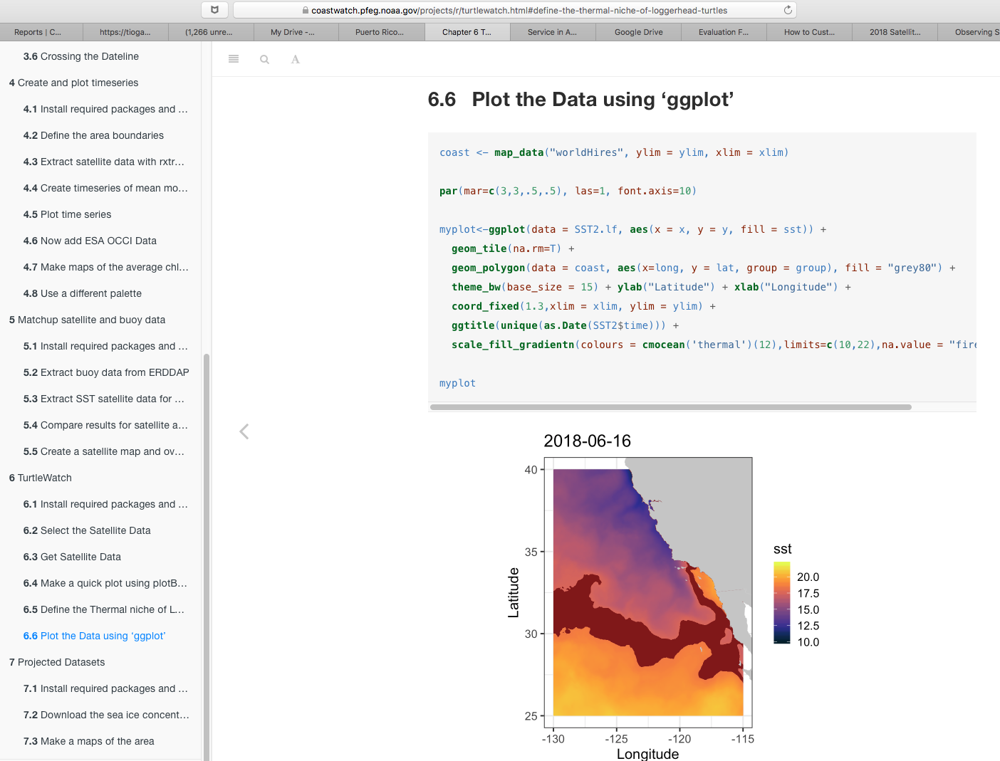 coastwatch.pfeg.noaa.gov/projects/r/turtlewatch.html#define-the-thermal-niche-of-loggerhead-turtles
Reports | C... https://tioga... (1,266 unre... My Drive -... Puerto Rico... Chapter 6 T... Service in A... Google Drive Evaluation F... How to Cust... 2018 Satellit... Observing S
3.6 Crossing the Dateline
4 Create and plot timeseries
4.1 Install required packages and ...
4.2 Define the area boundaries
4.3 Extract satellite data with rxtr...
4.4 Create timeseries of mean mo...
4.5 Plot time series
4.6 Now add ESA OCCI Data
4.7 Make maps of the average chl...
4.8 Use a different palette
5 Matchup satellite and buoy data
5.1 Install required packages and ...
5.2 Extract buoy data from ERDDAP
5.3 Extract SST satellite data for ...
5.4 Compare results for satellite a...
5.5 Create a satellite map and ov...
6 TurtleWatch
6.1 Install required packages and ...
6.2 Select the Satellite Data
6.3 Get Satellite Data
6.4 Make a quick plot using plotB...
6.5 Define the Thermal niche of L...
6.6 Plot the Data using ‘ggplot’
7 Projected Datasets
7.1 Install required packages and ...
7.2 Download the sea ice concent...
7.3 Make a maps of the area
A
6.6 Plot the Data using ‘ggplot’
coast <- map_data("worldHires", ylim = ylim, xlim = xlim)
par(mar=c(3,3,.5,.5), las=1, font.axis=10)
myplot<-ggplot(data = SST2.lf, aes(x = x, y = y, fill = sst)) +
geom_tile(na.rm=T) +
geom_polygon(data = coast, aes(x=long, y = lat, group = group), fill = "grey80") +
theme_bw(base_size = 15) + ylab("Latitude") + xlab("Longitude") +
coord_fixed(1.3,xlim = xlim, ylim = ylim) +
ggtitle(unique(as.Date(SST2$time))) +
scale_fill_gradientn(colours = cmocean('thermal')(12),limits=c(10,22),na.value = "fire
myplot
2018-06-16
40
35
30
25
Latitude
-130 -125 -120 -115
Longitude
sst
20.0
17.5
15.0
12.5
10.0